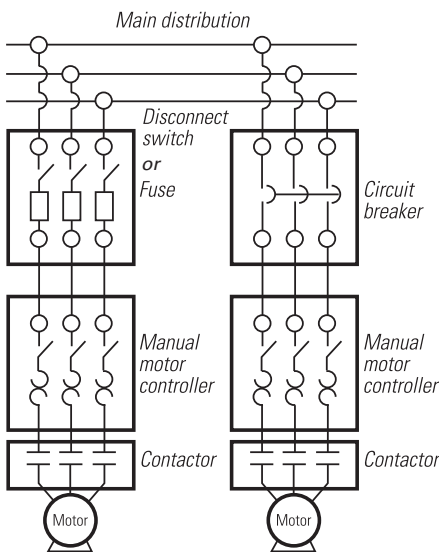 Main distribution
Disconnect
switch
or
Fuse
Circuit
breaker
Manual
motor
controller
Manual
motor
controller
Contactor
Contactor
Motor
Motor